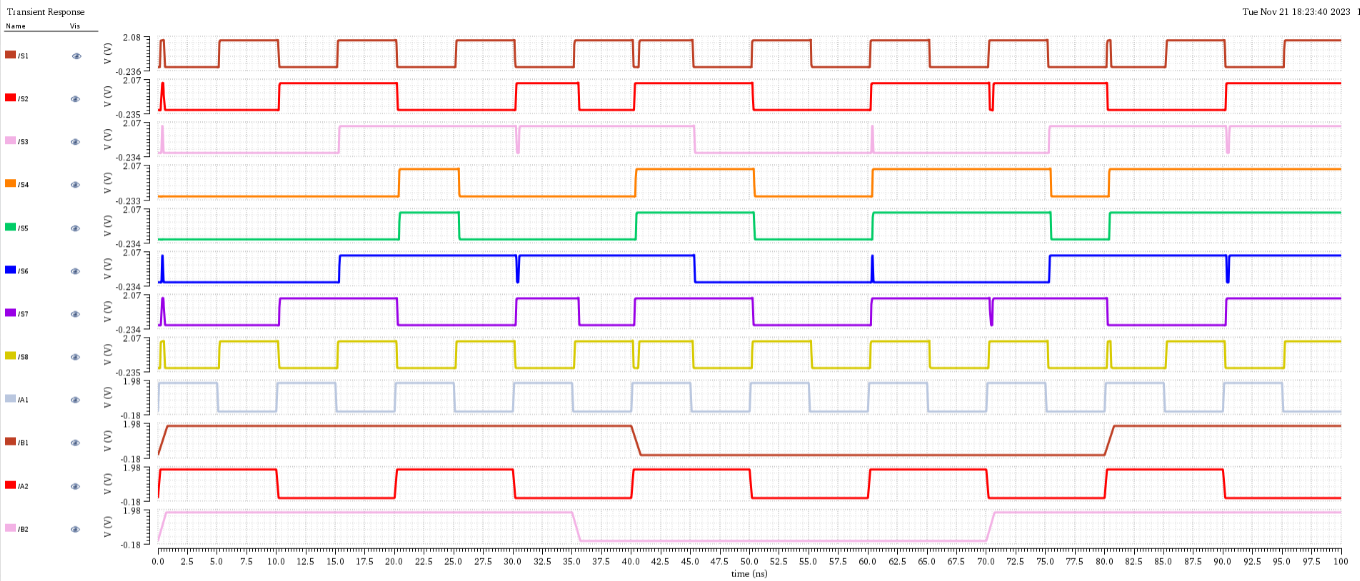 Transient Response
Tue Nov 21 18:23:40 2023 1
Name Vis
/S1 V (V) 2.08 -0.236
/S2 V (V) 2.07 -0.235
/S3 V (V) 2.07 -0.234
/S4 V (V) 2.07 -0.233
/S5 V (V) 2.07 -0.234
/S6 V (V) 2.07 -0.234
/S7 V (V) 2.07 -0.234
/S8 V (V) 2.07 -0.235
/A1 V (V) 1.98 -0.18
/B1 V (V) 1.98 -0.18
/A2 V (V) 1.98 -0.18
/B2 V (V) 1.98 -0.18
0.0 2.5 5.0 7.5 10.0 12.5 15.0 17.5 20.0 22.5 25.0 27.5 30.0 32.5 35.0 37.5 40.0 42.5 45.0 47.5 50.0 52.5 55.0 57.5 60.0 62.5 65.0 67.5 70.0 72.5 75.0 77.5 80.0 82.5 85.0 87.5 90.0 92.5 95.0 97.5 100
time (ns)